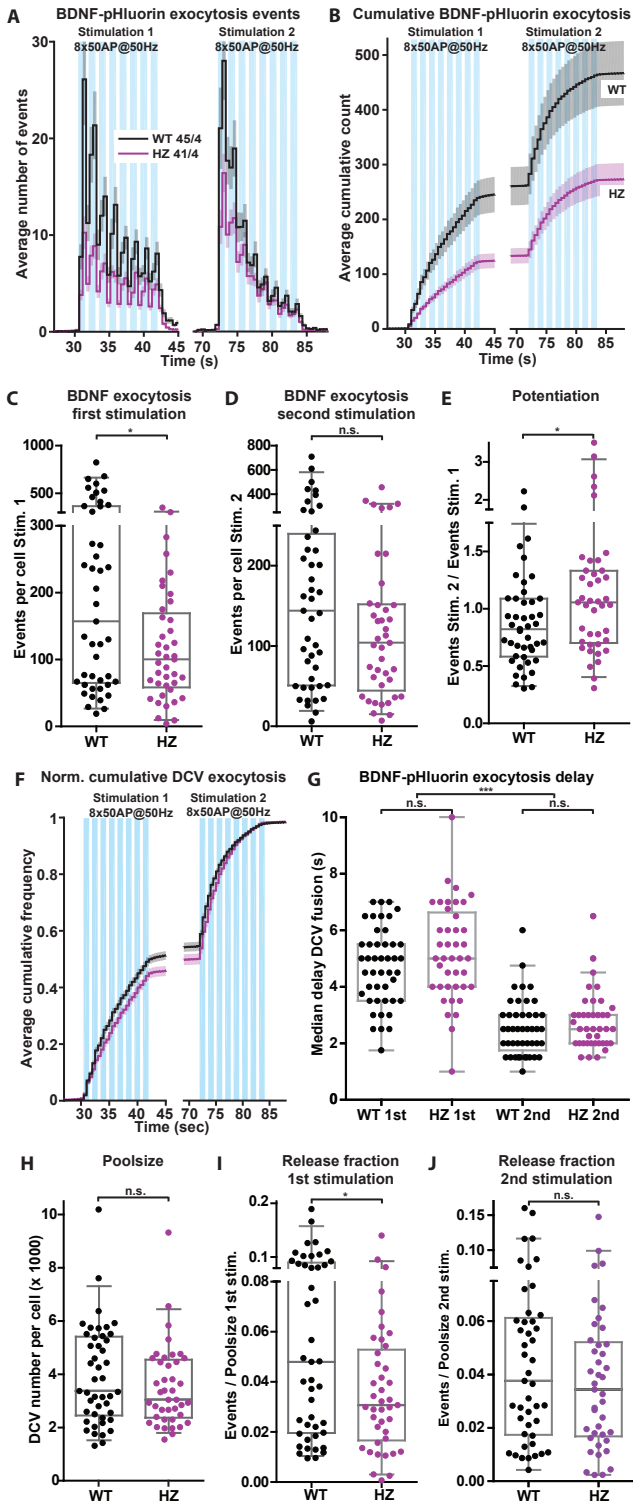 A BDNF-pHluorin exocytosis events
Stimulation 1 Stimulation 2
8x50AP@50Hz 8x50AP@50Hz
Average number of events
30
20
10
0
WT 45/4
HZ 41/4
30 35 40 45 70 75 80 85
Time (s)
B Cumulative BDNF-pHluorin exocytosis
Stimulation 1 Stimulation 2
8x50AP@50Hz 8x50AP@50Hz
Average cumulative count
500
400
300
200
100
0
WT
HZ
30 35 40 45 70 75 80 85
Time (s)
C BDNF exocytosis
first stimulation
*
Events per cell Stim. 1
1000
500
300
200
100
0
WT HZ
D BDNF exocytosis
second stimulation
n.s.
Events per cell Stim. 2
800
700
600
500
400
300
200
100
0
WT HZ
E Potentiation
*
Events Stim. 2 / Events Stim. 1
3
2
1.5
1.0
0.5
0
WT HZ
F Norm. cumulative DCV exocytosis
Stimulation 1 Stimulation 2
8x50AP@50Hz 8x50AP@50Hz
Average cumulative frequency
1
0.8
0.6
0.4
0.2
0
30 35 40 45 70 75 80 85
Time (sec)
G BDNF-pHluorin exocytosis delay
***
n.s. n.s.
Median delay DCV fusion (s)
10
8
6
4
2
0
WT 1st HZ 1st WT 2nd HZ 2nd
H Poolsize
n.s.
DCV number per cell (x 1000)
10
8
6
4
2
0
WT HZ
I Release fraction
1st stimulation
*
Events / Poolsize 1st stim.
0.2
0.1
0.08
0.06
0.04
0.02
0.00
WT HZ
J Release fraction
2nd stimulation
n.s.
Events / Poolsize 2nd stim.
0.15
0.10
0.08
0.06
0.04
0.02
0.00
WT HZ